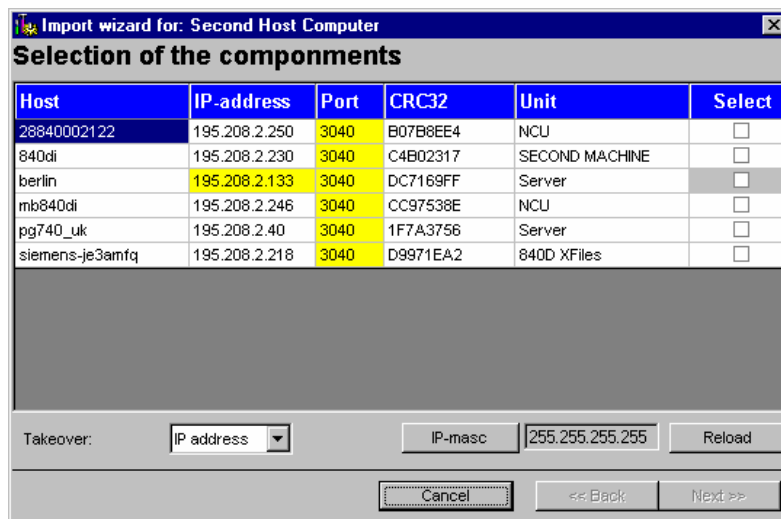 Import wizard for: Second Host Computer
Selection of the componments
Host IP-address Port CRC32 Unit Select
28840002122 195.208.2.250 3040 B07B8EE4 NCU
840di 195.208.2.230 3040 C4B02317 SECOND MACHINE
berlin 195.208.2.133 3040 DC7169FF Server
mb840di 195.208.2.246 3040 CC97538E NCU
pg740_uk 195.208.2.40 3040 1F7A3756 Server
siemens-je3amfq 195.208.2.218 3040 D9971EA2 840D XFiles
Takeover: IP address IP-masc 255.255.255.255 Reload
Cancel << Back Next >>